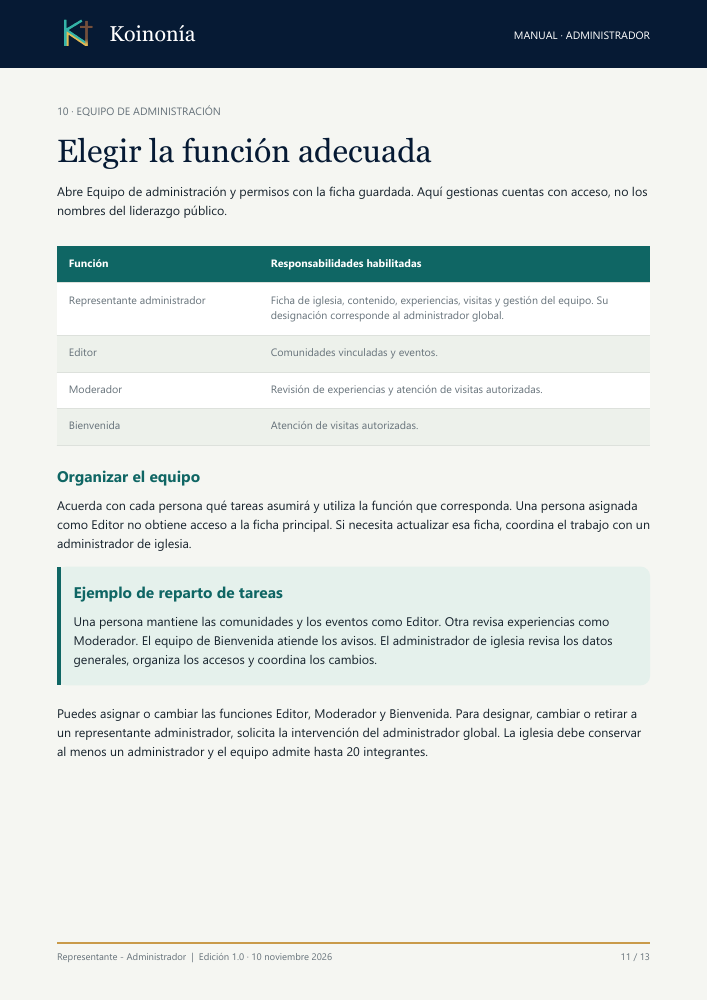 Koinonía
MANUAL · ADMINISTRADOR
10 · EQUIPO DE ADMINISTRACIÓN
Elegir la función adecuada
Abre Equipo de administración y permisos con la ficha guardada. Aquí gestionas cuentas con acceso, no los
nombres del liderazgo público.
Función
Responsabilidades habilitadas
Representante administrador
Ficha de iglesia, contenido, experiencias, visitas y gestión del equipo. Su
designación corresponde al administrador global.
Editor
Comunidades vinculadas y eventos.
Moderador
Revisión de experiencias y atención de visitas autorizadas.
Bienvenida
Atención de visitas autorizadas.
Organizar el equipo
Acuerda con cada persona qué tareas asumirá y utiliza la función que corresponda. Una persona asignada
como Editor no obtiene acceso a la ficha principal. Si necesita actualizar esa ficha, coordina el trabajo con un
administrador de iglesia.
Ejemplo de reparto de tareas
Una persona mantiene las comunidades y los eventos como Editor. Otra revisa experiencias como
Moderador. El equipo de Bienvenida atiende los avisos. El administrador de iglesia revisa los datos
generales, organiza los accesos y coordina los cambios.
Puedes asignar o cambiar las funciones Editor, Moderador y Bienvenida. Para designar, cambiar o retirar a
un representante administrador, solicita la intervención del administrador global. La iglesia debe conservar
al menos un administrador y el equipo admite hasta 20 integrantes.
Representante - Administrador | Edición 1.0 · 10 noviembre 2026
11 / 13